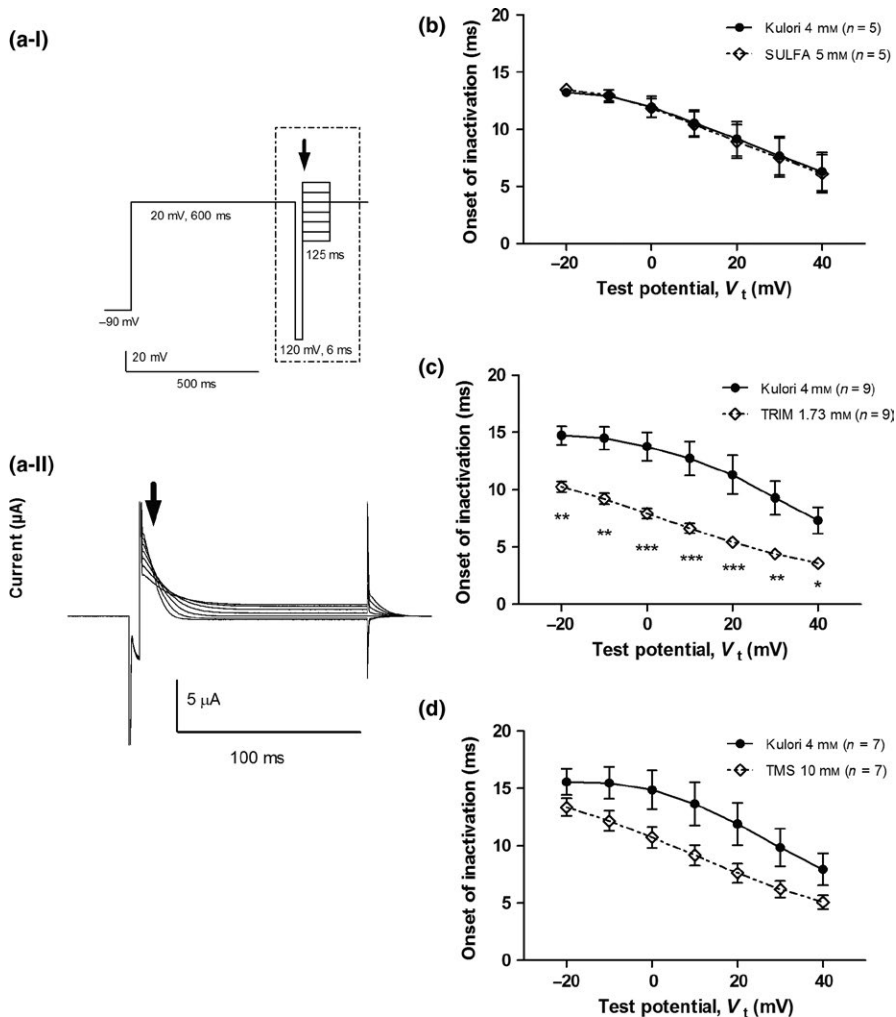 (a-I)
20 mV, 600 ms
125 ms
–90 mV
120 mV, 6 ms
20 mV
500 ms
(a-II)
Current (µA)
5 µA
100 ms
(b)
Onset of inactivation (ms)
20
15
10
5
0
Kulori 4 mM (n = 5)
SULFA 5 mM (n = 5)
–20 0 20 40
Test potential, Vt (mV)
(c)
Onset of inactivation (ms)
20
15
10
5
0
Kulori 4 mM (n = 9)
TRIM 1.73 mM (n = 9)
** ** *** *** *** ** *
–20 0 20 40
Test potential, Vt (mV)
(d)
Onset of inactivation (ms)
20
15
10
5
0
Kulori 4 mM (n = 7)
TMS 10 mM (n = 7)
–20 0 20 40
Test potential, Vt (mV)